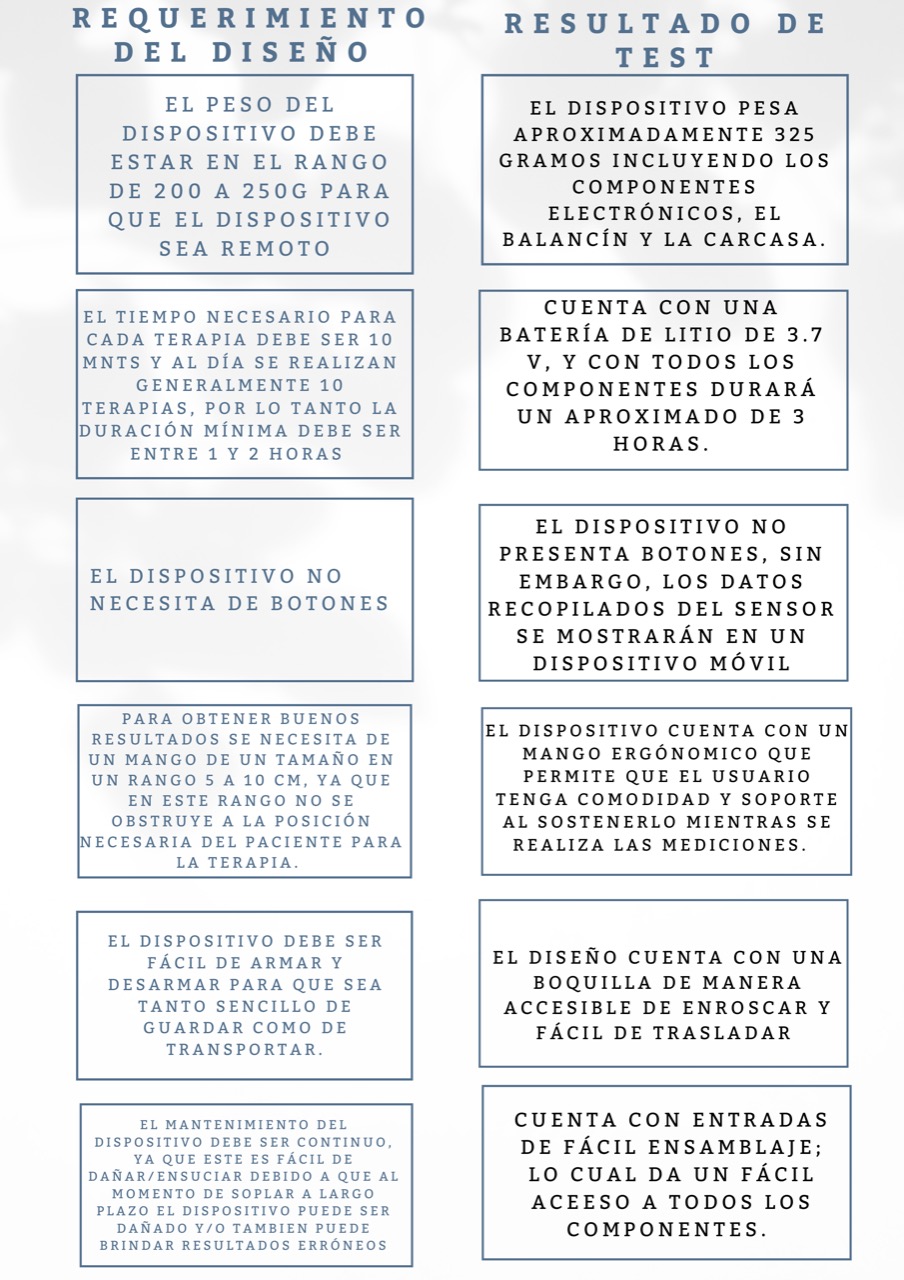 REQUERIMIENTO
DEL DISEÑO
EL PESO DEL
DISPOSITIVO DEBE
ESTAR EN EL RANGO
DE 200 A 250G PARA
QUE EL DISPOSITIVO
SEA REMOTO
EL TIEMPO NECESARIO PARA
CADA TERAPIA DEBE SER 10
MNTS Y AL DÍA SE REALIZAN
GENERALMENTE 10
TERAPIAS, POR LO TANTO LA
DURACIÓN MÍNIMA DEBE SER
ENTRE 1 Y 2 HORAS
EL DISPOSITIVO NO
NECESITA DE BOTONES
PARA OBTENER BUENOS
RESULTADOS SE NECESITA DE
UN MANGO DE UN TAMAÑO EN
UN RANGO 5 A 10 CM, YA QUE
EN ESTE RANGO NO SE
OBSTRUYE A LA POSICIÓN
NECESARIA DEL PACIENTE PARA
LA TERAPIA.
EL DISPOSITIVO DEBE SER
FÁCIL DE ARMAR Y
DESARMAR PARA QUE SEA
TANTO SENCILLO DE
GUARDAR COMO DE
TRANSPORTAR.
EL MANTENIMIENTO DEL
DISPOSITIVO DEBE SER CONTINUO,
YA QUE ESTE ES FÁCIL DE
DAÑAR/ENSUCIAR DEBIDO A QUE AL
MOMENTO DE SOPLAR A LARGO
PLAZO EL DISPOSITIVO PUEDE SER
DAÑADO Y/O TAMBIEN PUEDE
BRINDAR RESULTADOS ERRÓNEOS
RESULTADO DE
TEST
EL DISPOSITIVO PESA
APROXIMADAMENTE 325
GRAMOS INCLUYENDO LOS
COMPONENTES
ELECTRÓNICOS, EL
BALANCÍN Y LA CARCASA.
CUENTA CON UNA
BATERÍA DE LITIO DE 3.7
V, Y CON TODOS LOS
COMPONENTES DURARÁ
UN APROXIMADO DE 3
HORAS.
EL DISPOSITIVO NO
PRESENTA BOTONES, SIN
EMBARGO, LOS DATOS
RECOPILADOS DEL SENSOR
SE MOSTRARÁN EN UN
DISPOSITIVO MÓVIL
EL DISPOSITIVO CUENTA CON UN
MANGO ERGÓNOMICO QUE
PERMITE QUE EL USUARIO
TENGA COMODIDAD Y SOPORTE
AL SOSTENERLO MIENTRAS SE
REALIZA LAS MEDICIONES.
EL DISEÑO CUENTA CON UNA
BOQUILLA DE MANERA
ACCESIBLE DE ENROSCAR Y
FÁCIL DE TRASLADAR
CUENTA CON ENTRADAS
DE FÁCIL ENSAMBLAJE;
LO CUAL DA UN FÁCIL
ACEESO A TODOS LOS
COMPONENTES.